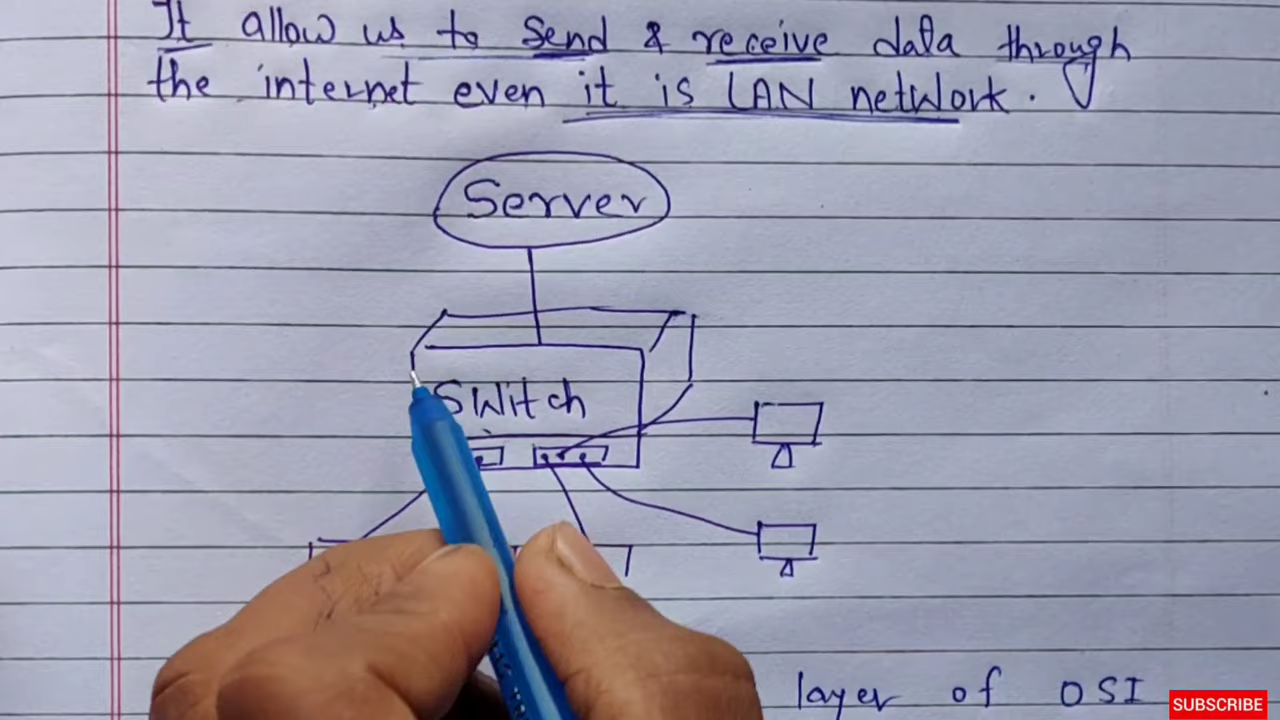 It allow us to send & receive data through
the internet even it is LAN network.
Server
Switch
layer of OSI
SUBSCRIBE